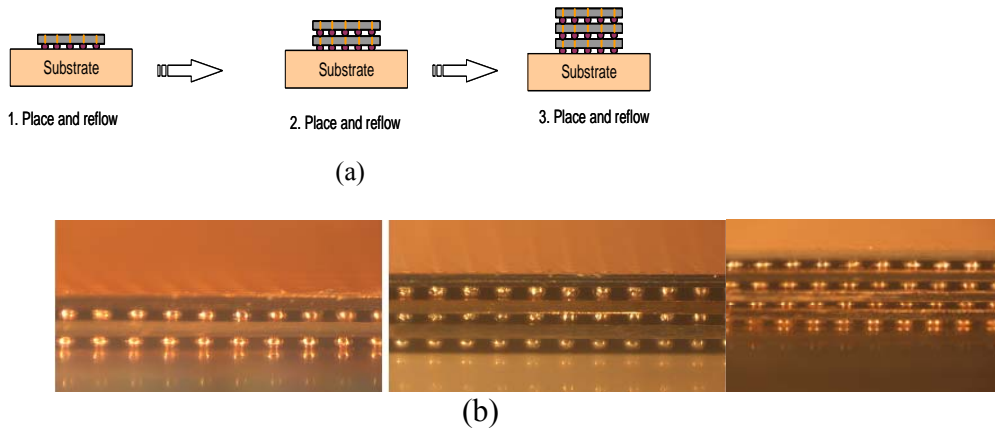 Substrate
Substrate
Substrate
1. Place and reflow
2. Place and reflow
3. Place and reflow
(a)
(b)